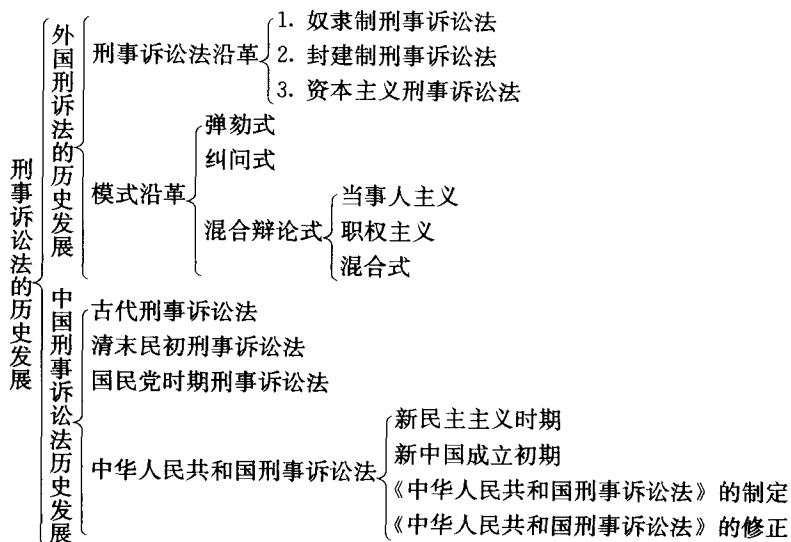 刑事诉讼法的历史发展
外国刑诉法的历史发展
刑事诉讼法沿革
1. 奴隶制刑事诉讼法
2. 封建制刑事诉讼法
3. 资本主义刑事诉讼法
模式沿革
弹劾式
纠问式
混合辩论式
当事人主义
职权主义
混合式
中国刑事诉讼法历史发展
古代刑事诉讼法
清末民初刑事诉讼法
国民党时期刑事诉讼法
中华人民共和国刑事诉讼法
新民主主义时期
新中国成立初期
《中华人民共和国刑事诉讼法》的制定
《中华人民共和国刑事诉讼法》的修正